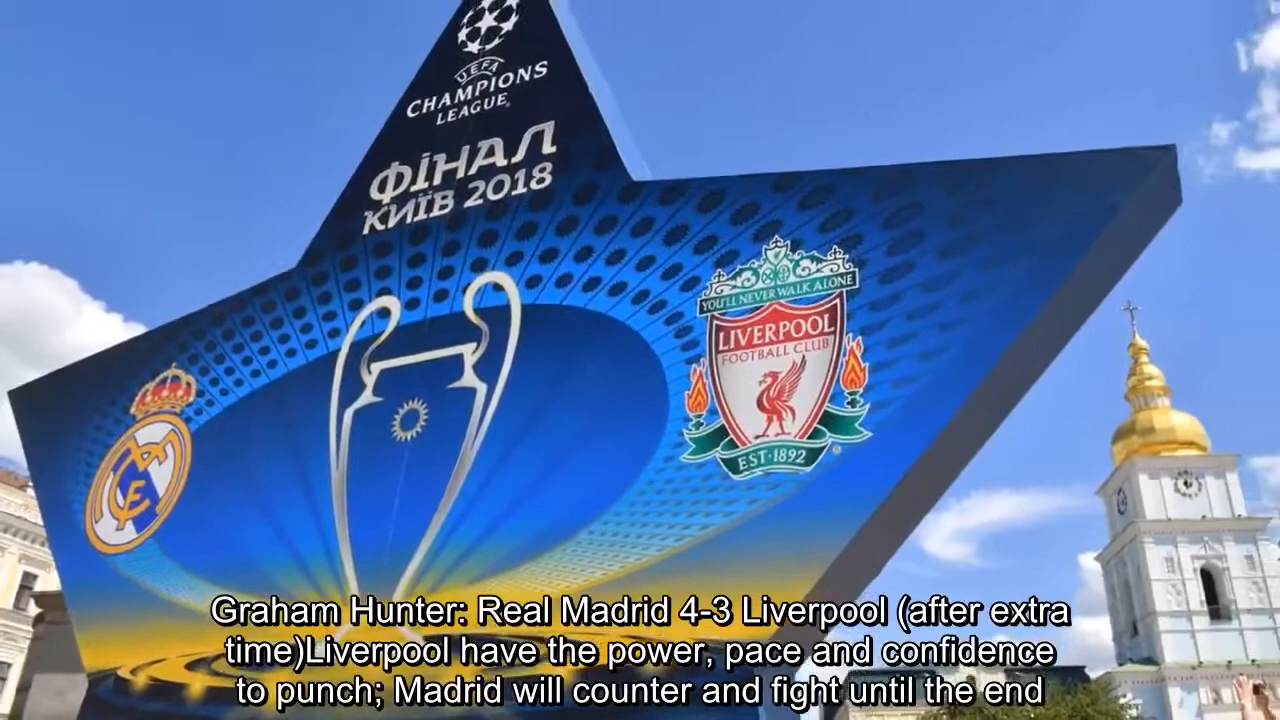 UEFA
CHAMPIONS
LEAGUE
ФІНАЛ
КИЇВ 2018
YOU'LL NEVER WALK ALONE
LIVERPOOL
FOOTBALL CLUB
EST·1892
Graham Hunter: Real Madrid 4-3 Liverpool (after extra
time)Liverpool have the power, pace and confidence
to punch; Madrid will counter and fight until the end